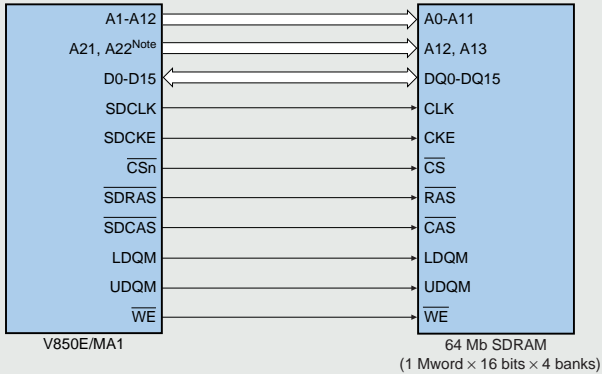 A1-A12 A0-A11
A21, A22Note A12, A13
D0-D15 DQ0-DQ15
SDCLK CLK
SDCKE CKE
CSn CS
SDRAS RAS
SDCAS CAS
LDQM LDQM
UDQM UDQM
WE WE
V850E/MA1 64 Mb SDRAM
(1 Mword × 16 bits × 4 banks)